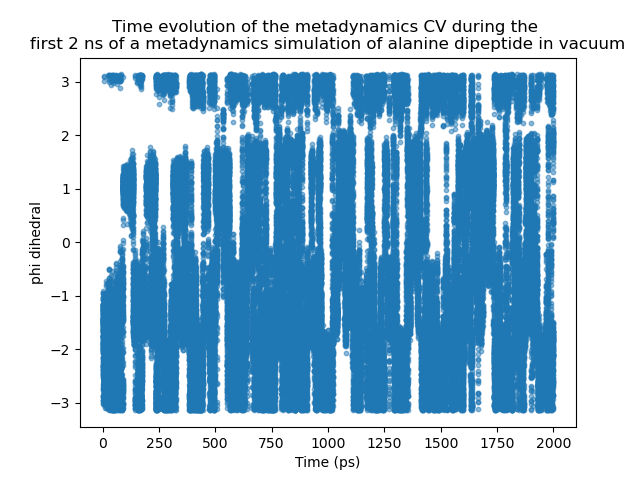 Time evolution of the metadynamics CV during the
first 2 ns of a metadynamics simulation of alanine dipeptide in vacuum
3
2
1
0
−1
−2
−3
phi dihedral
0 250 500 750 1000 1250 1500 1750 2000
Time (ps)